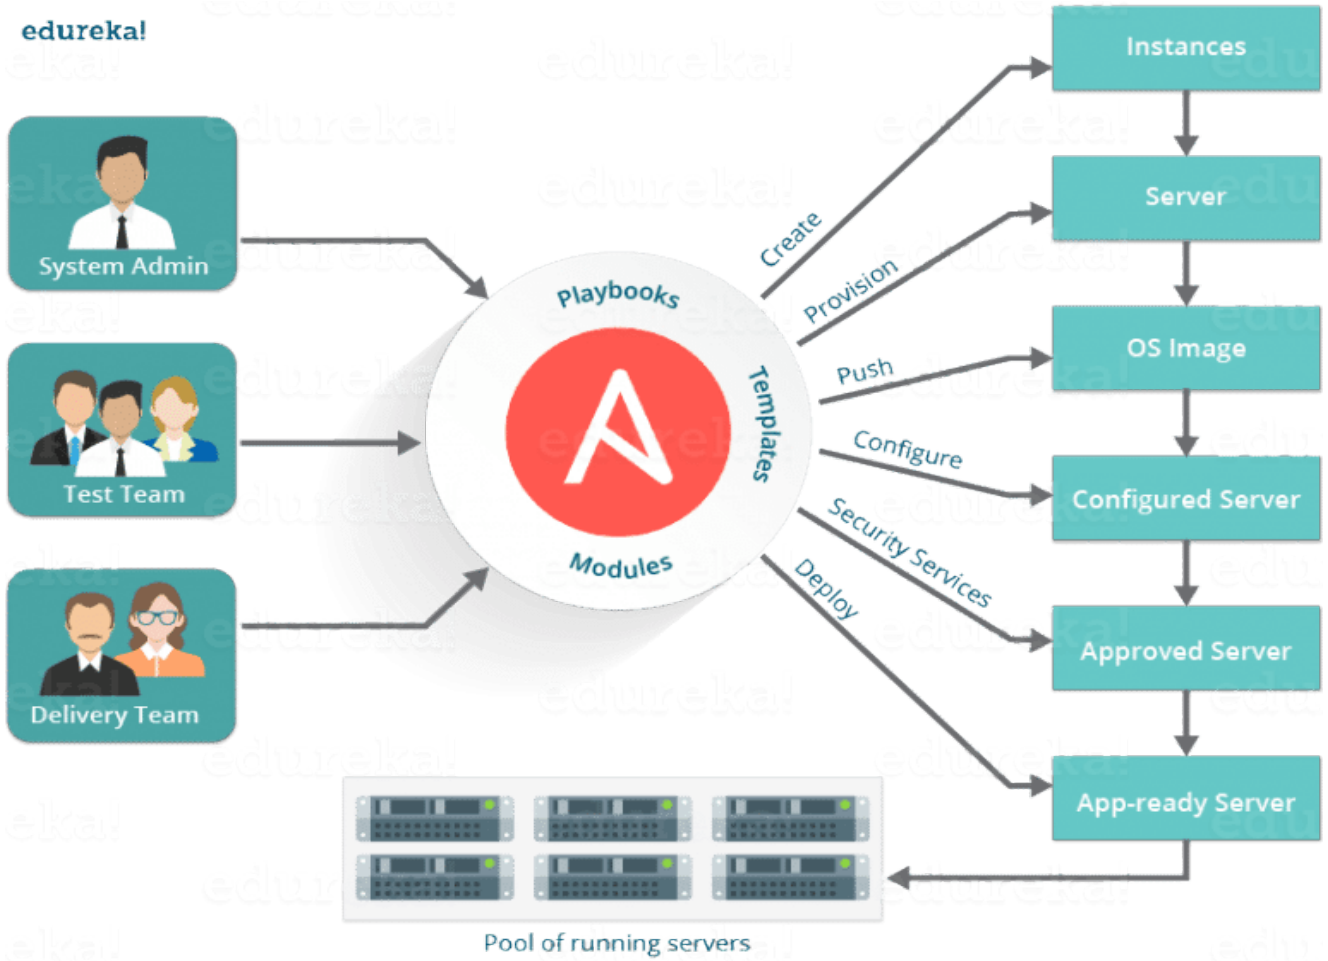 edureka!
System Admin
Test Team
Delivery Team
Playbooks
Templates
Modules
Create
Provision
Push
Configure
Security Services
Deploy
Instances
Server
OS Image
Configured Server
Approved Server
App-ready Server
Pool of running servers